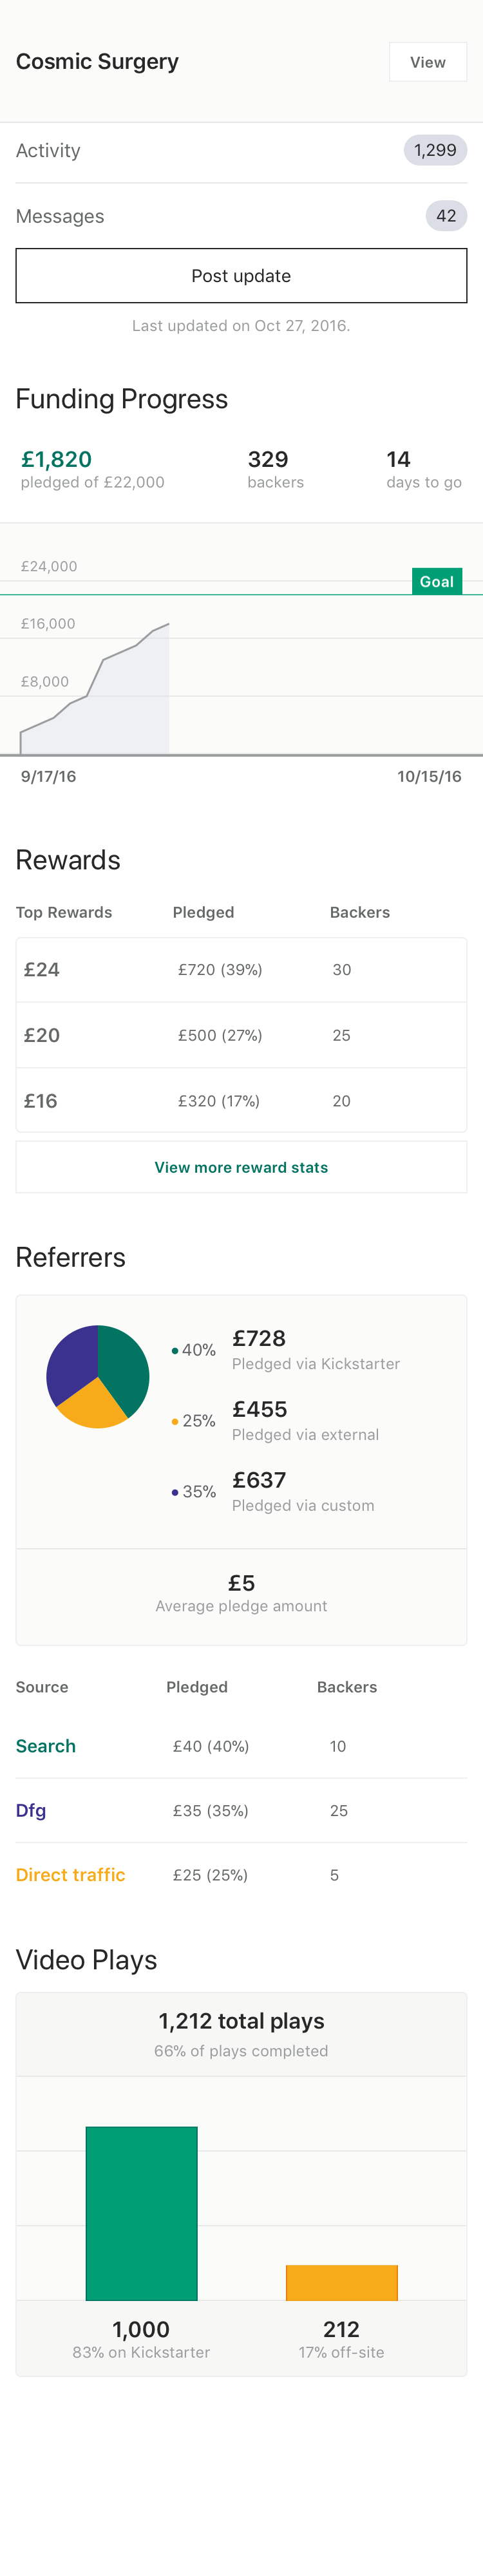 Cosmic Surgery
View
Activity
1,299
Messages
42
Post update
Last updated on Oct 27, 2016.
Funding Progress
£1,820 329 14
pledged of £22,000 backers days to go
£24,000
Goal
£16,000
£8,000
9/17/16 10/15/16
Rewards
Top Rewards Pledged Backers
£24 £720 (39%) 30
£20 £500 (27%) 25
£16 £320 (17%) 20
View more reward stats
Referrers
40% £728
Pledged via Kickstarter
25% £455
Pledged via external
35% £637
Pledged via custom
£5
Average pledge amount
Source Pledged Backers
Search £40 (40%) 10
Dfg £35 (35%) 25
Direct traffic £25 (25%) 5
Video Plays
1,212 total plays
66% of plays completed
1,000 212
83% on Kickstarter 17% off-site